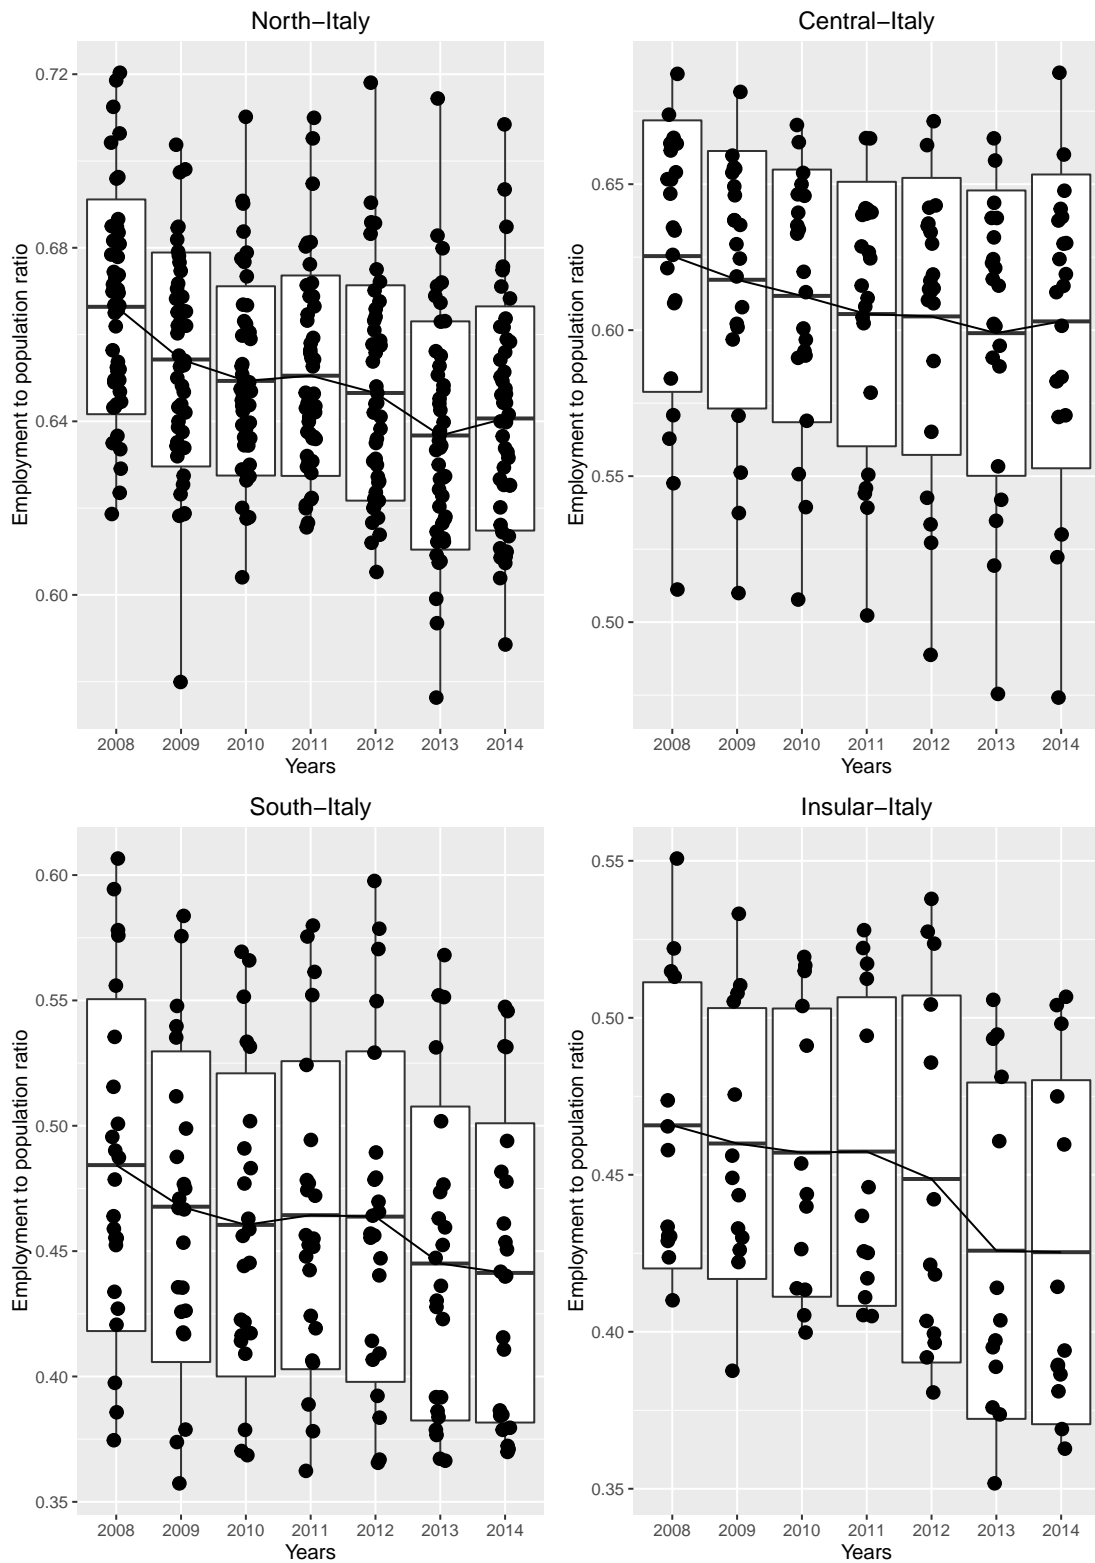 North−Italy
Employment to population ratio
0.72
0.68
0.64
0.60
2008 2009 2010 2011 2012 2013 2014
Years
Central−Italy
Employment to population ratio
0.65
0.60
0.55
0.50
2008 2009 2010 2011 2012 2013 2014
Years
South−Italy
Employment to population ratio
0.60
0.55
0.50
0.45
0.40
0.35
2008 2009 2010 2011 2012 2013 2014
Years
Insular−Italy
Employment to population ratio
0.55
0.50
0.45
0.40
0.35
2008 2009 2010 2011 2012 2013 2014
Years